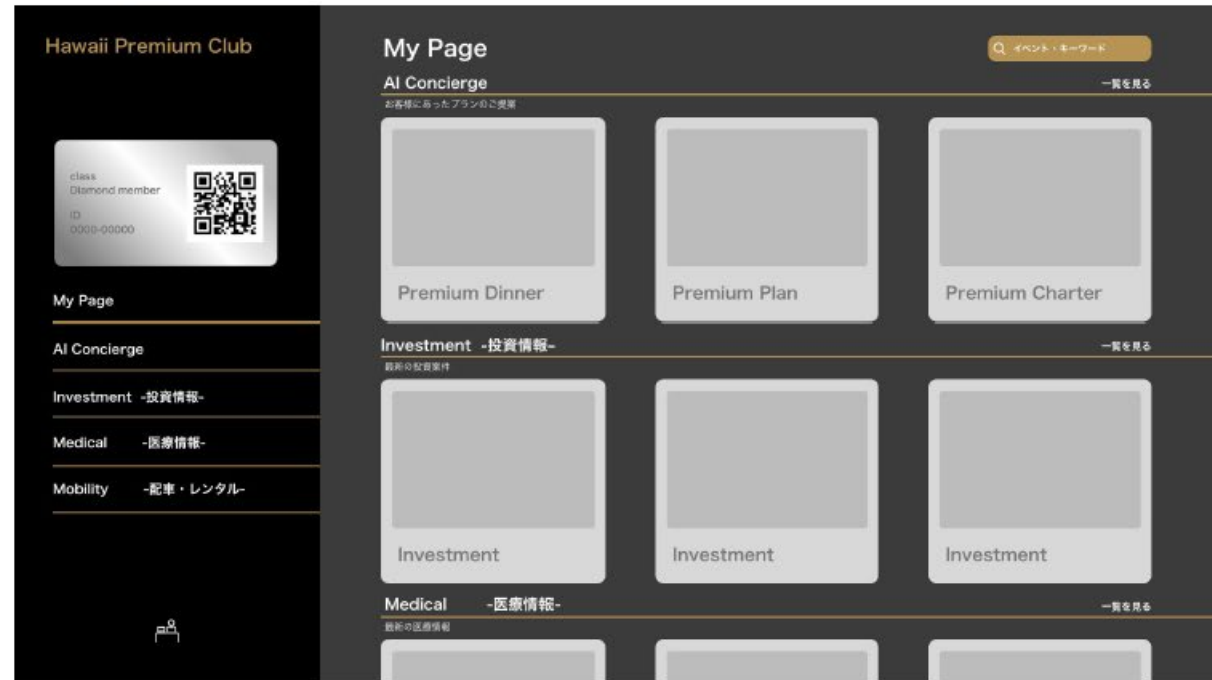 Hawaii Premium Club
class
Diamond member
ID
0000-00000
My Page
AI Concierge
Investment -投資情報-
Medical -医療情報-
Mobility -配車・レンタル-
My Page
イベント・キーワード
AI Concierge
一覧を見る
お客様にあったプランのご提案
Premium Dinner
Premium Plan
Premium Charter
Investment -投資情報-
一覧を見る
最新の投資案件
Investment
Investment
Investment
Medical -医療情報-
一覧を見る
最新の医療情報